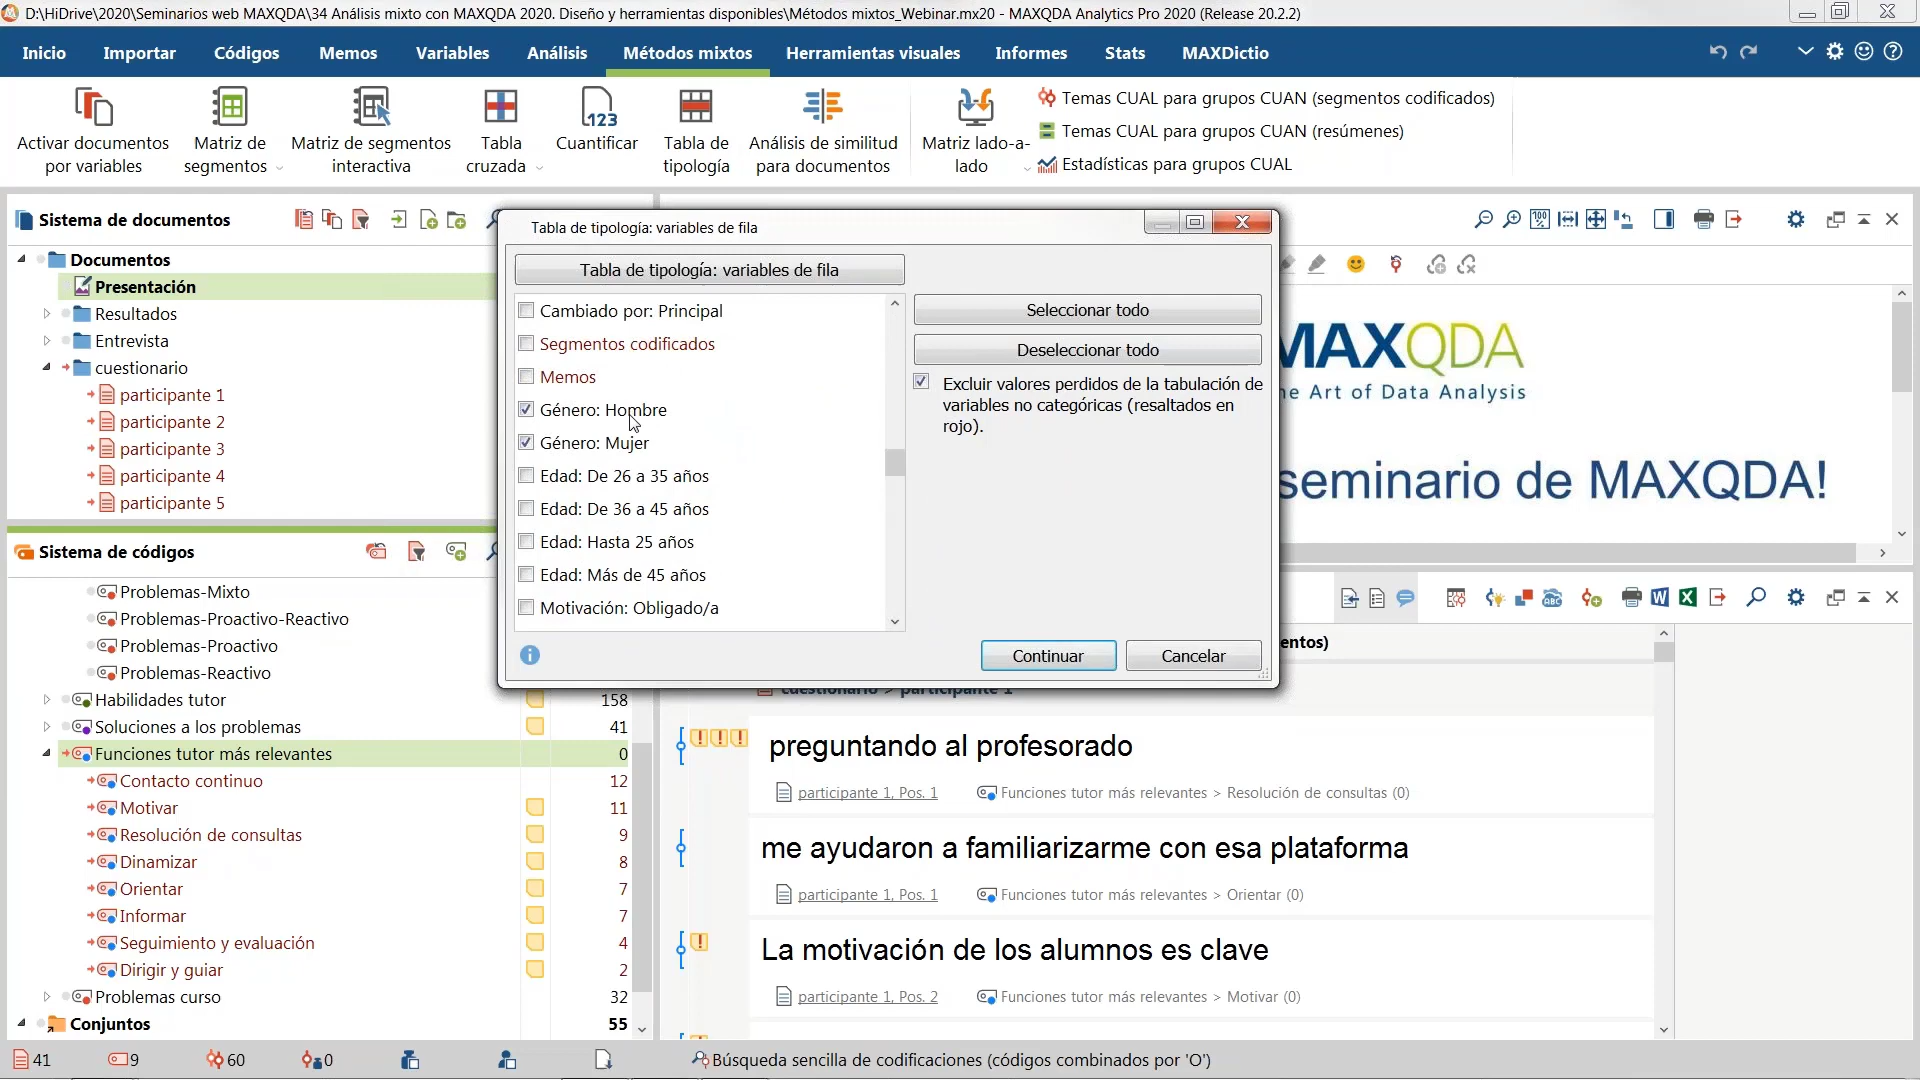 D:\HiDrive\2020\Seminarios web MAXQDA\34 Análisis mixto con MAXQDA 2020. Diseño y herramientas disponibles\Métodos mixtos_Webinar.mx20 - MAXQDA Analytics Pro 2020 (Release 20.2.2)
Inicio Importar Códigos Memos Variables Análisis Métodos mixtos Herramientas visuales Informes Stats MAXDictio
Activar documentos por variables
Matriz de segmentos
Matriz de segmentos interactiva
Tabla cruzada
123
Cuantificar
Tabla de tipología
Análisis de similitud para documentos
Matriz lado-a-lado
Temas CUAL para grupos CUAN (segmentos codificados)
Temas CUAL para grupos CUAN (resúmenes)
Estadísticas para grupos CUAL
Sistema de documentos
Documentos
Presentación
Resultados
Entrevista
cuestionario
participante 1
participante 2
participante 3
participante 4
participante 5
Sistema de códigos
Problemas-Mixto
Problemas-Proactivo-Reactivo
Problemas-Proactivo
Problemas-Reactivo
Habilidades tutor 158
Soluciones a los problemas 41
Funciones tutor más relevantes 0
Contacto continuo 12
Motivar 11
Resolución de consultas 9
Dinamizar 8
Orientar 7
Informar 7
Seguimiento y evaluación 4
Dirigir y guiar 2
Problemas curso 32
Conjuntos 55
Tabla de tipología: variables de fila
Tabla de tipología: variables de fila
Cambiado por: Principal
Segmentos codificados
Memos
Género: Hombre
Género: Mujer
Edad: De 26 a 35 años
Edad: De 36 a 45 años
Edad: Hasta 25 años
Edad: Más de 45 años
Motivación: Obligado/a
Seleccionar todo
Deseleccionar todo
Excluir valores perdidos de la tabulación de
variables no categóricas (resaltados en
rojo).
Continuar Cancelar
100
MAXQDA
he Art of Data Analysis
seminario de MAXQDA!
ABC
W
X
entos)
cuestionario > participante 1
preguntando al profesorado
participante 1, Pos. 1 Funciones tutor más relevantes > Resolución de consultas (0)
me ayudaron a familiarizarme con esa plataforma
participante 1, Pos. 1 Funciones tutor más relevantes > Orientar (0)
La motivación de los alumnos es clave
participante 1, Pos. 2 Funciones tutor más relevantes > Motivar (0)
41 9 60 0 Búsqueda sencilla de codificaciones (códigos combinados por 'O')